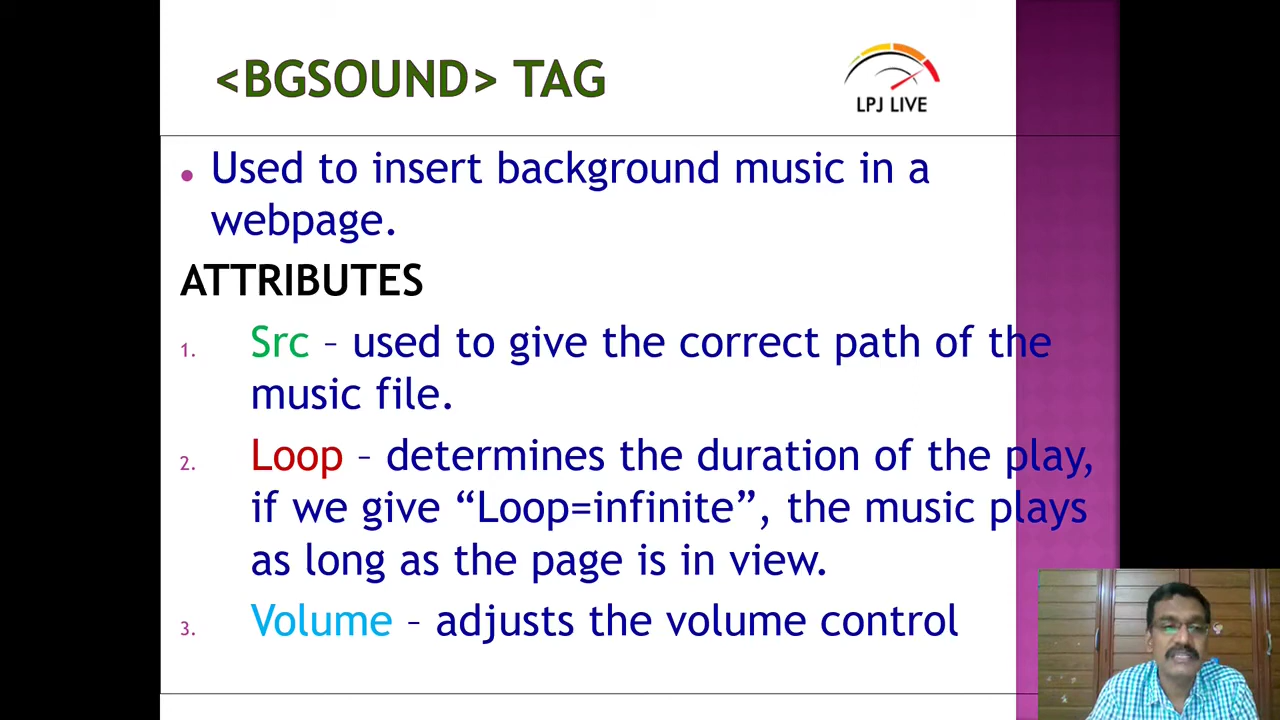 <BGSOUND> TAG
LPJ LIVE
• Used to insert background music in a
webpage.
ATTRIBUTES
1. Src – used to give the correct path of the
music file.
2. Loop – determines the duration of the play,
if we give “Loop=infinite”, the music plays
as long as the page is in view.
3. Volume – adjusts the volume control